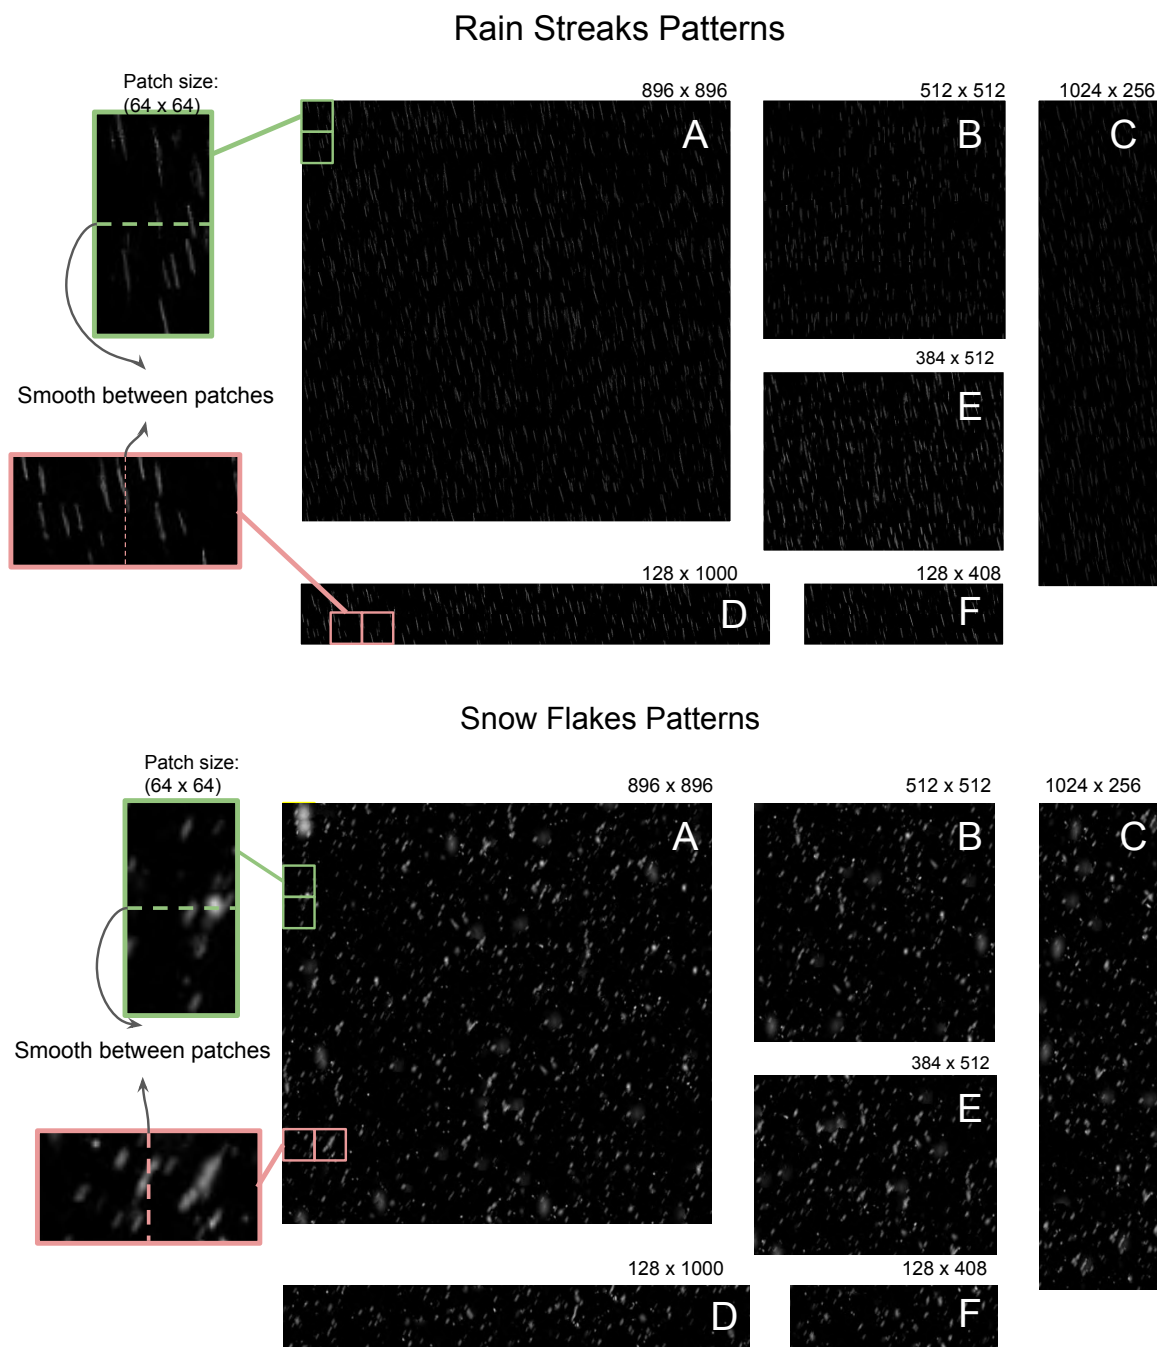 Rain Streaks Patterns
Patch size:
(64 x 64)
896 x 896
512 x 512
1024 x 256
A
B
C
384 x 512
Smooth between patches
E
128 x 1000
128 x 408
D
F
Snow Flakes Patterns
Patch size:
(64 x 64)
896 x 896
512 x 512
1024 x 256
A
B
C
Smooth between patches
384 x 512
E
128 x 1000
128 x 408
D
F